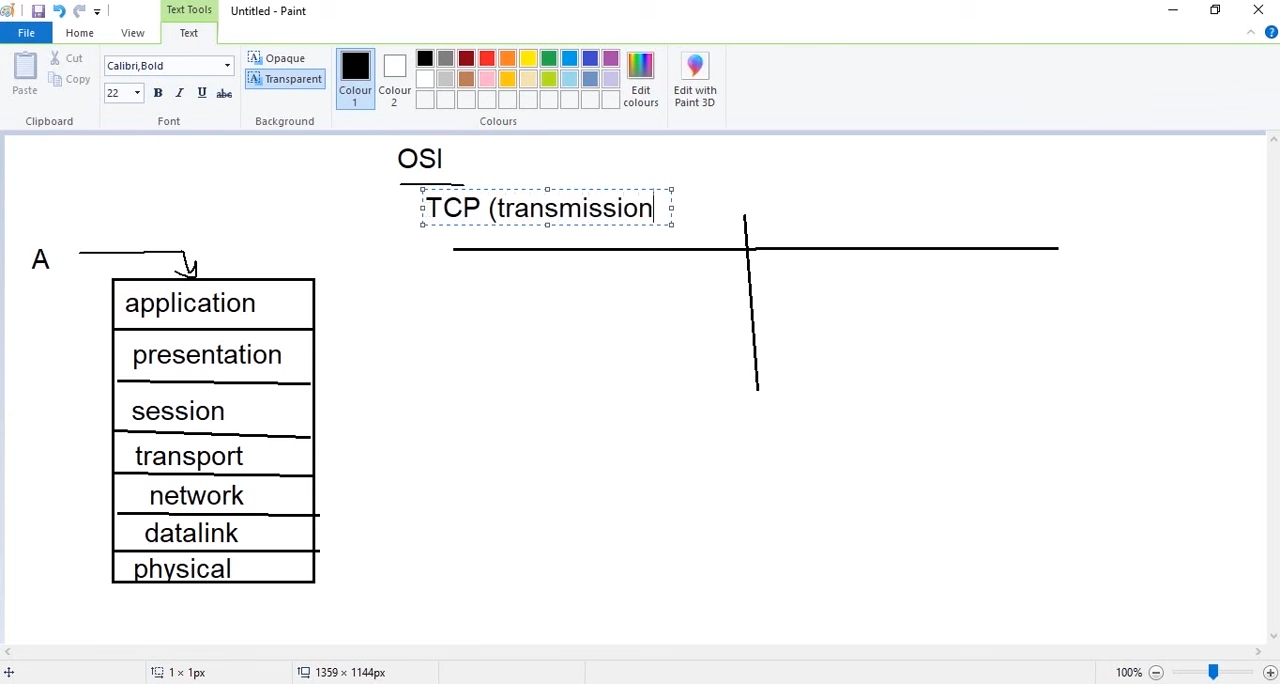 Text Tools
Untitled - Paint
File
Home
View
Text
Paste
Cut
Copy
Clipboard
Calibri,Bold
22
B
I
U
abc
Font
Opaque
Transparent
Background
Colour 1
Colour 2
Edit colours
Colours
Edit with Paint 3D
OSI
TCP (transmission
A
application
presentation
session
transport
network
datalink
physical
1 × 1px
1359 × 1144px
100%